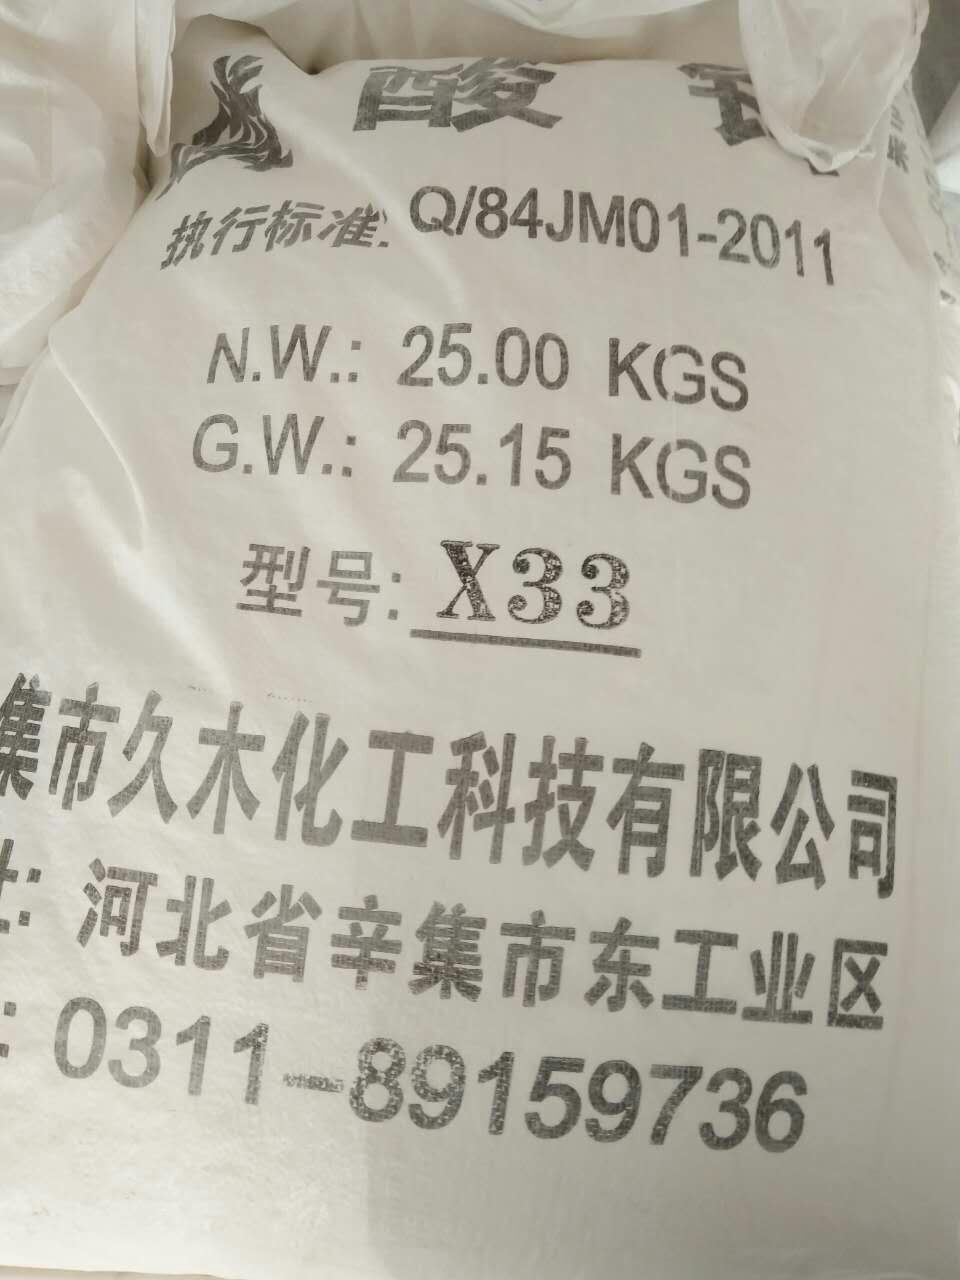 酸
执行标准: Q/84JM01-2011
N.W.: 25.00 KGS
G.W.: 25.15 KGS
型号: X33
集市久木化工科技有限公司
址: 河北省辛集市东工业区
: 0311-89159736